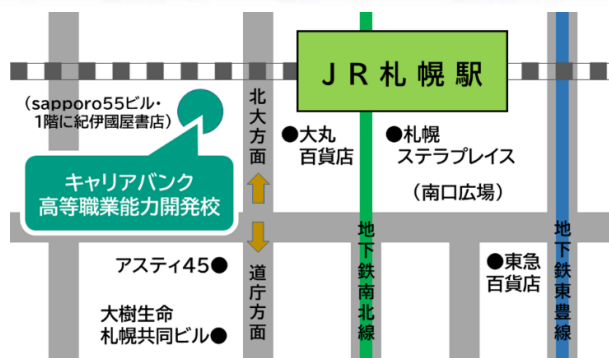 JR札幌駅
(sapporo55ビル・
1階に紀伊國屋書店)
北大方面
●大丸
百貨店
●札幌
ステラプレイス
(南口広場)
キャリアバンク
高等職業能力開発校
アスティ45●
道庁方面
地下鉄南北線
●東急
百貨店
地下鉄東豊線
大樹生命
札幌共同ビル●